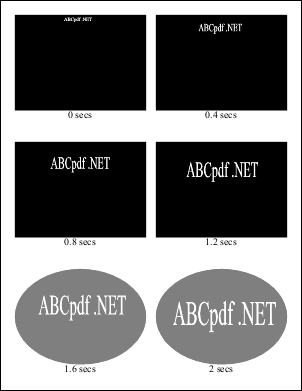 ABCpdf .NET
ABCpdf .NET
0 secs
0.4 secs
ABCpdf .NET
ABCpdf .NET
0.8 secs
1.2 secs
ABCpdf .NET
ABCpdf .NET
1.6 secs
2 secs